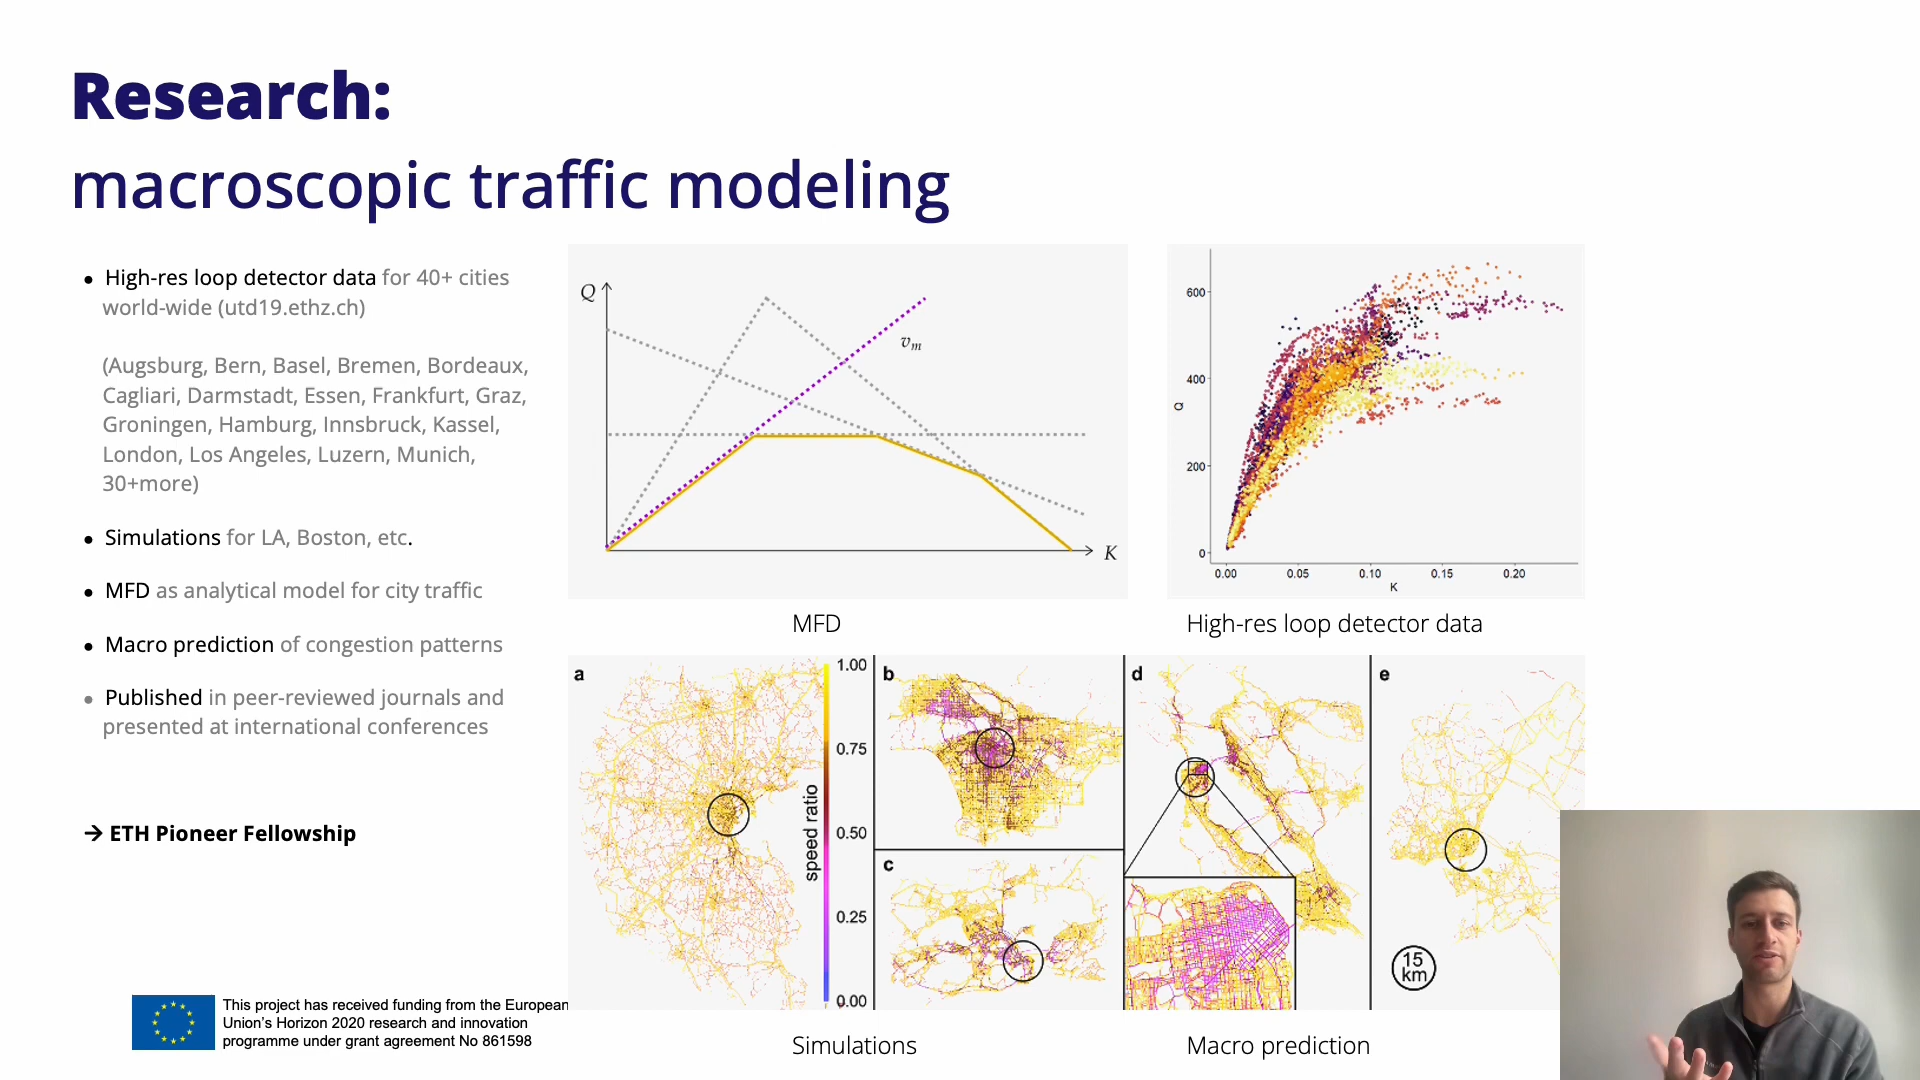 Research:
macroscopic traffic modeling
• High-res loop detector data for 40+ cities
world-wide (utd19.ethz.ch)
(Augsburg, Bern, Basel, Bremen, Bordeaux,
Cagliari, Darmstadt, Essen, Frankfurt, Graz,
Groningen, Hamburg, Innsbruck, Kassel,
London, Los Angeles, Luzern, Munich,
30+more)
• Simulations for LA, Boston, etc.
• MFD as analytical model for city traffic
• Macro prediction of congestion patterns
• Published in peer-reviewed journals and
presented at international conferences
→ ETH Pioneer Fellowship
This project has received funding from the European
Union's Horizon 2020 research and innovation
programme under grant agreement No 861598
Q
vm
K
MFD
600
400
200
0
Q
0.00 0.05 0.10 0.15 0.20
K
High-res loop detector data
a
1.00
0.75
0.50
0.25
0.00
speed ratio
b
c
d
e
15
km
Simulations
Macro prediction